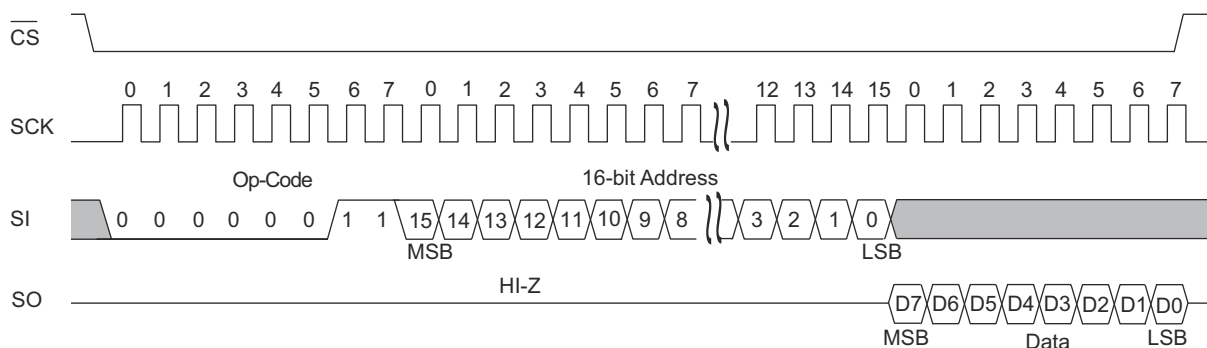 CS
0 1 2 3 4 5 6 7 0 1 2 3 4 5 6 7 12 13 14 15 0 1 2 3 4 5 6 7
SCK
Op-Code 16-bit Address
SI 0 0 0 0 0 0 1 1 15 14 13 12 11 10 9 8 3 2 1 0
MSB LSB
HI-Z
SO D7 D6 D5 D4 D3 D2 D1 D0
MSB Data LSB